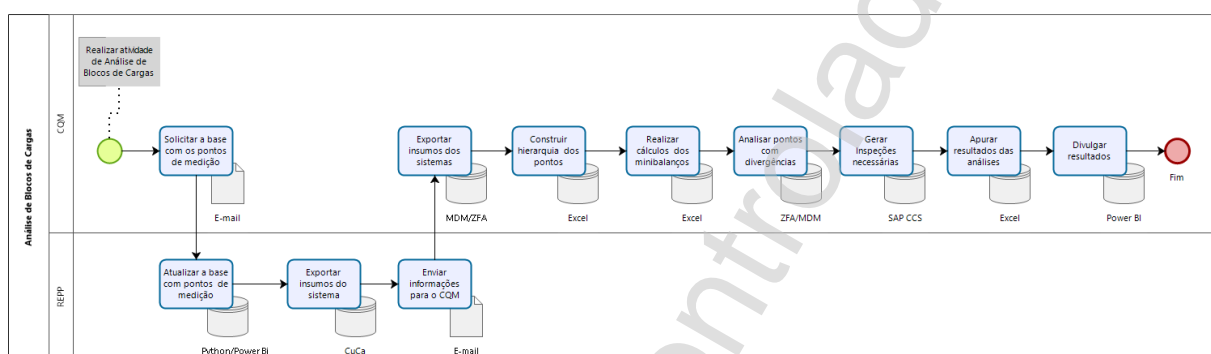 Análise de Blocos de Cargas
CQM
Realizar atividade
de Análise de
Blocos de Cargas
Solicitar a base
com os pontos
de medição
E-mail
Exportar
insumos dos
sistemas
MDM/ZFA
Construir
hierarquia dos
pontos
Excel
Realizar
cálculos dos
minibalanços
Excel
Analisar pontos
com
divergências
ZFA/MDM
Gerar
Inspeções
necessárias
SAP CCS
Apurar
resultados das
análises
Excel
Divulgar
resultados
Power BI
Fim
REPP
Atualizar a base
com pontos de
medição
Python/Power Bi
Exportar
insumos do
sistema
CuCa
Enviar
informações
para o CQM
E-mail